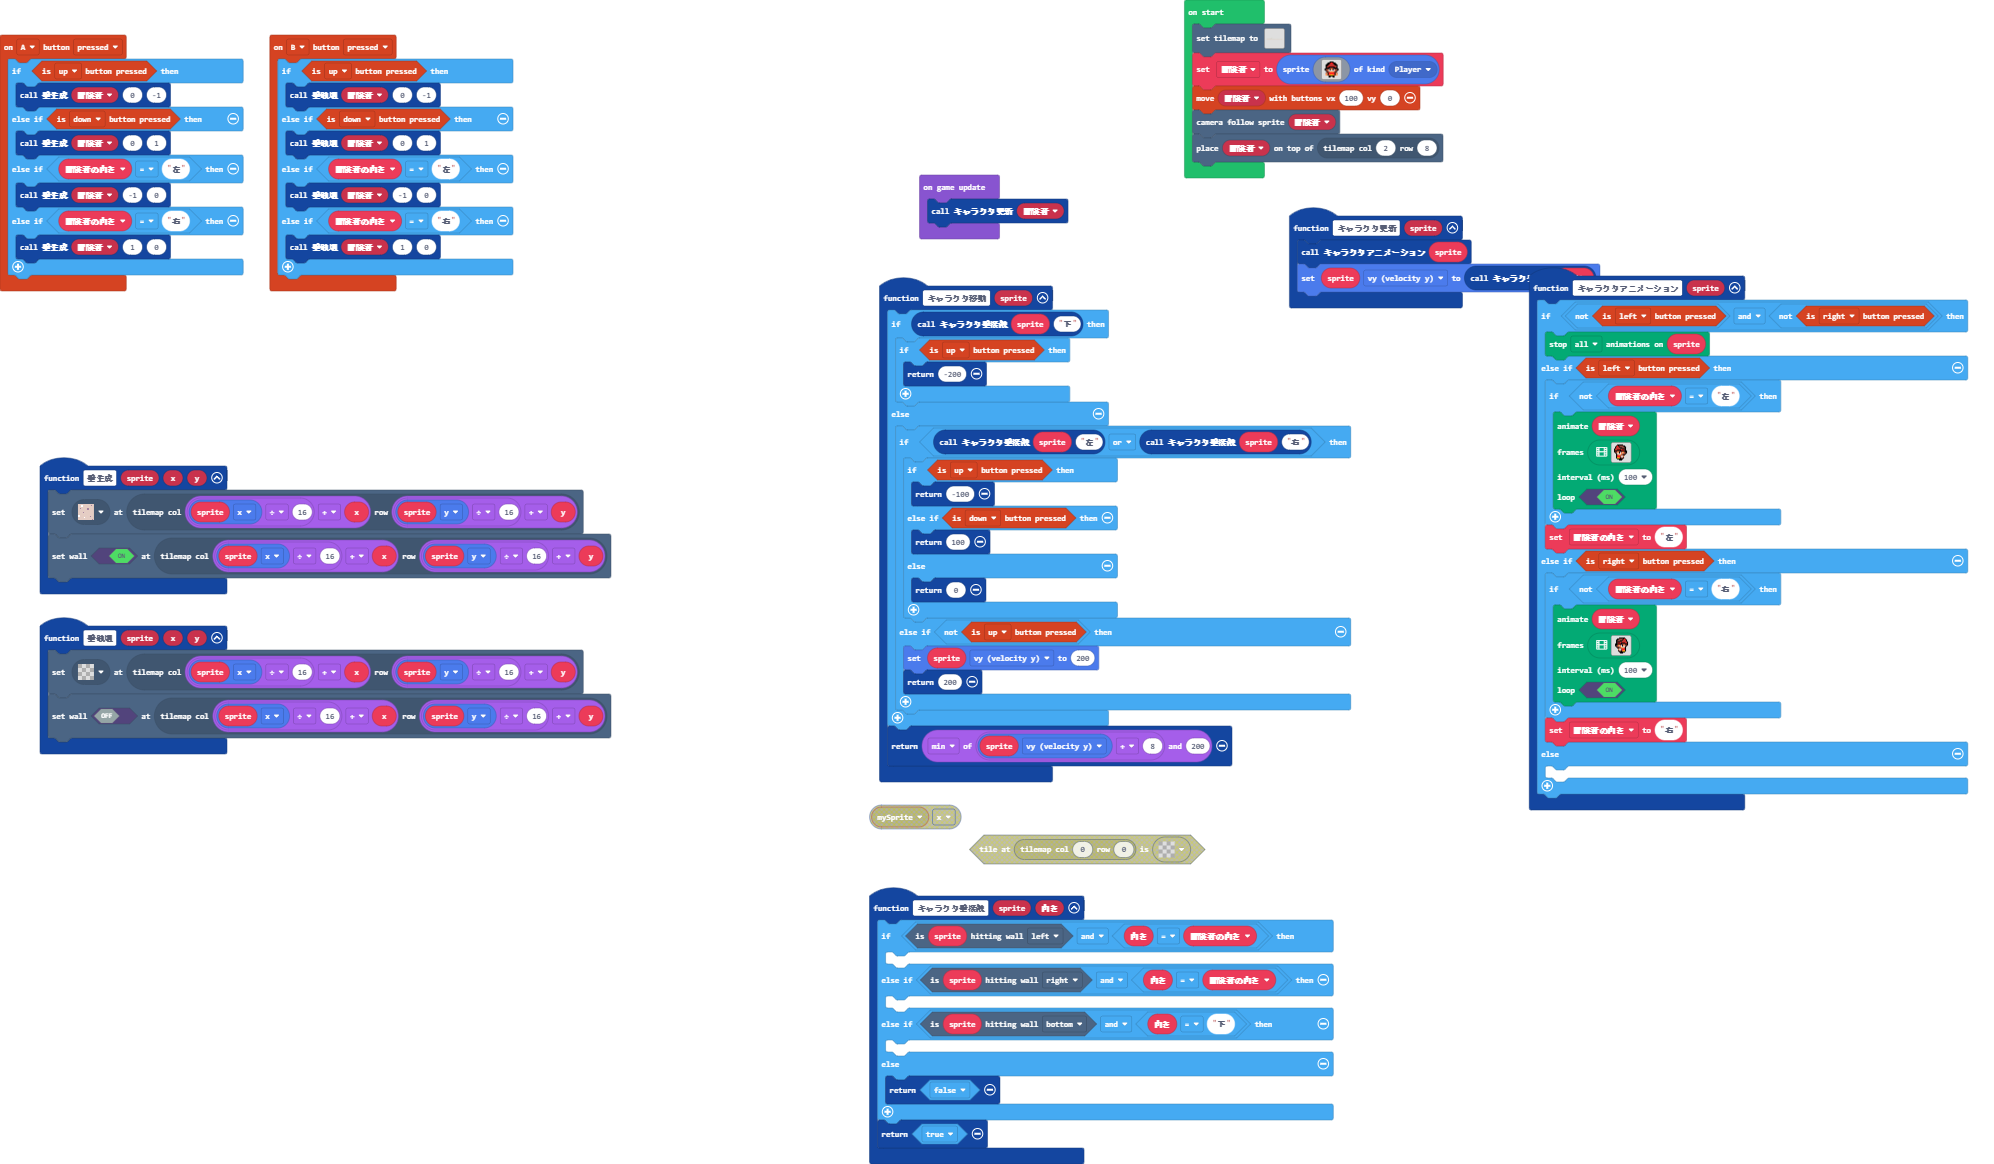 on A button pressed
if is up button pressed then
call 壁生成 冒険者 0 -1
else if is down button pressed then
call 壁生成 冒険者 0 1
else if 冒険者の向き = "左" then
call 壁生成 冒険者 -1 0
else if 冒険者の向き = "右" then
call 壁生成 冒険者 1 0
on B button pressed
if is up button pressed then
call 壁破壊 冒険者 0 -1
else if is down button pressed then
call 壁破壊 冒険者 0 1
else if 冒険者の向き = "左" then
call 壁破壊 冒険者 -1 0
else if 冒険者の向き = "右" then
call 壁破壊 冒険者 1 0
on start
set tilemap to
set 冒険者 to sprite of kind Player
move 冒険者 with buttons vx 100 vy 0
camera follow sprite 冒険者
place 冒険者 on top of tilemap col 2 row 8
on game update
call キャラクタ更新 冒険者
function キャラクタ更新 sprite
call キャラクタアニメーション sprite
set sprite vy (velocity y) to call キャラク
function キャラクタ移動 sprite
if call キャラクタ壁接触 sprite "下" then
if is up button pressed then
return -200
else
if call キャラクタ壁接触 sprite "左" or call キャラクタ壁接触 sprite "右" then
if is up button pressed then
return -100
else if is down button pressed then
return 100
else
return 0
else if not is up button pressed then
set sprite vy (velocity y) to 200
return 200
return min of sprite vy (velocity y) + 8 and 200
function キャラクタアニメーション sprite
if not is left button pressed and not is right button pressed then
stop all animations on sprite
else if is left button pressed then
if not 冒険者の向き = "左" then
animate 冒険者
frames
interval (ms) 100
loop ON
set 冒険者の向き to "左"
else if is right button pressed then
if not 冒険者の向き = "右" then
animate 冒険者
frames
interval (ms) 100
loop ON
set 冒険者の向き to "右"
else
function 壁生成 sprite x y
set at tilemap col sprite x ÷ 16 + x row sprite y ÷ 16 + y
set wall ON at tilemap col sprite x ÷ 16 + x row sprite y ÷ 16 + y
function 壁破壊 sprite x y
set at tilemap col sprite x ÷ 16 + x row sprite y ÷ 16 + y
set wall OFF at tilemap col sprite x ÷ 16 + x row sprite y ÷ 16 + y
mySprite x
tile at tilemap col 0 row 0 is
function キャラクタ壁接触 sprite 向き
if is sprite hitting wall left and 向き = 冒険者の向き then
else if is sprite hitting wall right and 向き = 冒険者の向き then
else if is sprite hitting wall bottom and 向き = "下" then
else
return false
return true